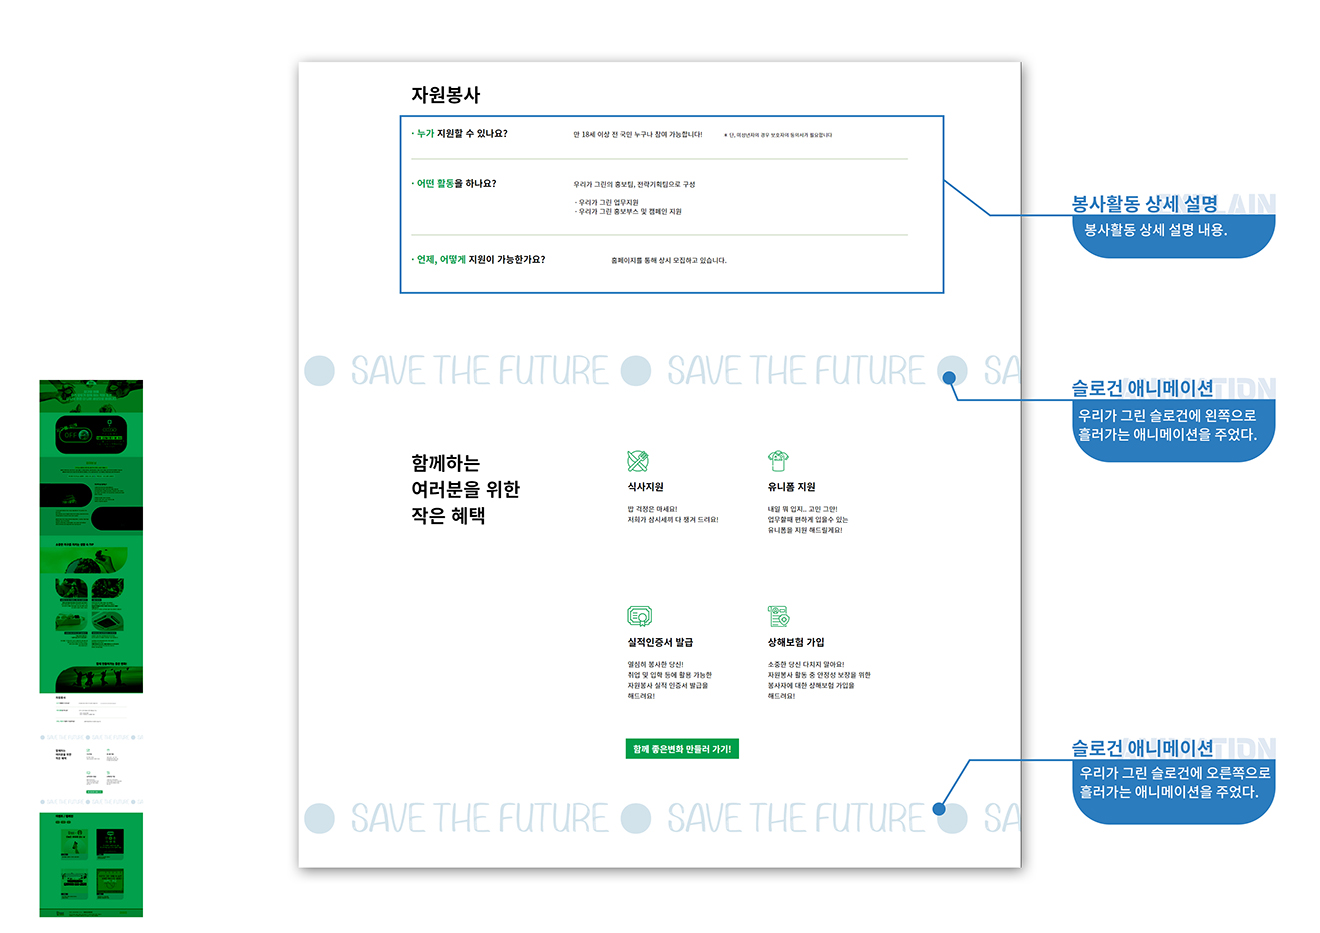 자원봉사
· 누가 지원할 수 있나요?
만 18세 이상 전 국민 누구나 참여 가능합니다!
※ 단, 미성년자의 경우 보호자의 동의서가 필요합니다
· 어떤 활동을 하나요?
우리가 그린의 홍보팀, 전략기획팀으로 구성
- 우리가 그린 업무지원
- 우리가 그린 홍보부스 및 캠페인 지원
· 언제, 어떻게 지원이 가능한가요?
홈페이지를 통해 상시 모집하고 있습니다.
봉사활동 상세 설명
봉사활동 상세 설명 내용.
SAVE THE FUTURE SAVE THE FUTURE SA
슬로건 애니메이션
우리가 그린 슬로건에 왼쪽으로
흘러가는 애니메이션을 주었다.
함께하는
여러분을 위한
작은 혜택
식사지원
밥 걱정은 마세요!
저희가 삼시세끼 다 챙겨 드려요!
유니폼 지원
내일 뭐 입지.. 고민 그만!
업무할때 편하게 입을수 있는
유니폼을 지원 해드릴게요!
실적인증서 발급
열심히 봉사한 당신!
취업 및 입학 등에 활용 가능한
자원봉사 실적 인증서 발급을
해드려요!
상해보험 가입
소중한 당신 다치지 말아요!
자원봉사 활동 중 안정성 보장을 위한
봉사자에 대한 상해보험 가입을
해드려요!
함께 좋은변화 만들러 가기!
슬로건 애니메이션
우리가 그린 슬로건에 오른쪽으로
흘러가는 애니메이션을 주었다.
SAVE THE FUTURE SAVE THE FUTURE SA